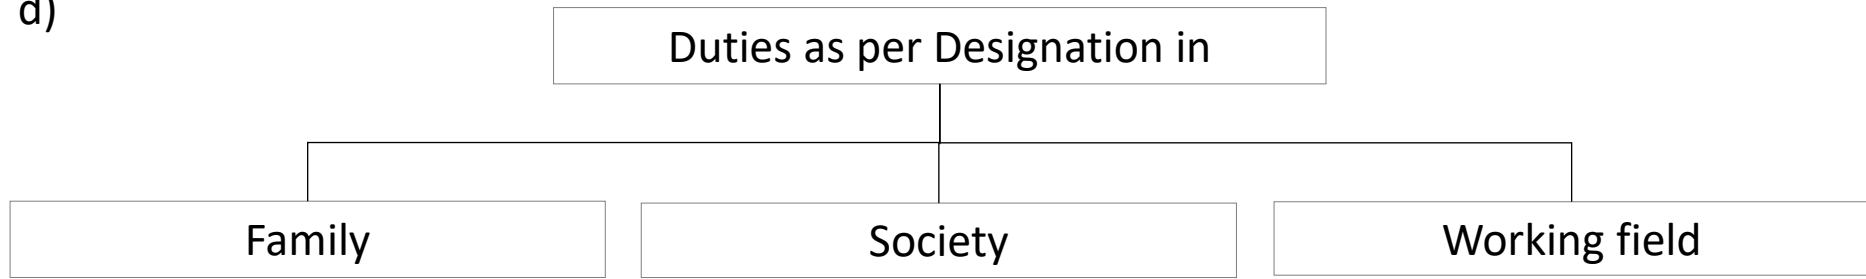 d)
Duties as per Designation in
Family
Society
Working field